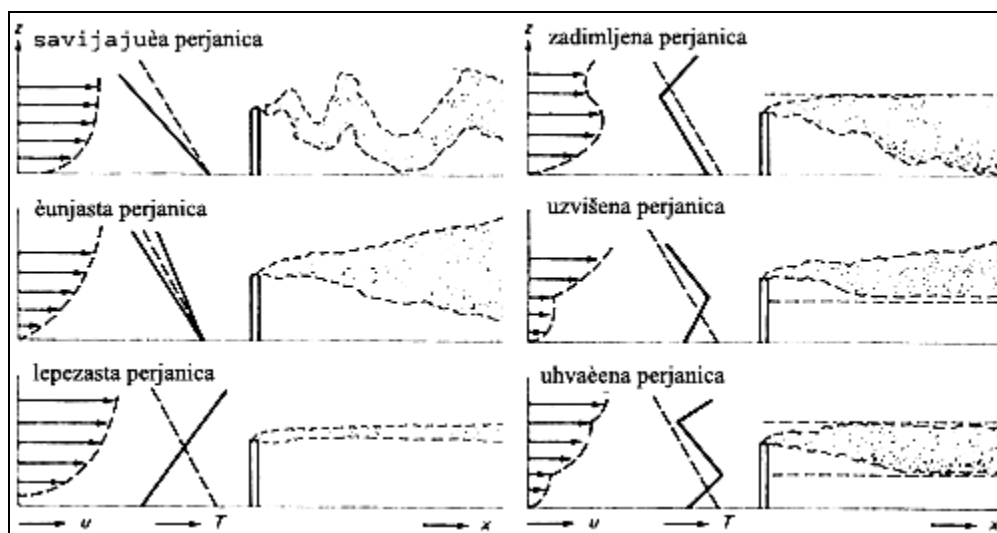 z
savijajuèa perjanica
z
zadimljena perjanica
èunjasta perjanica
uzvišena perjanica
lepezasta perjanica
uhvaèena perjanica
u T x
u T x